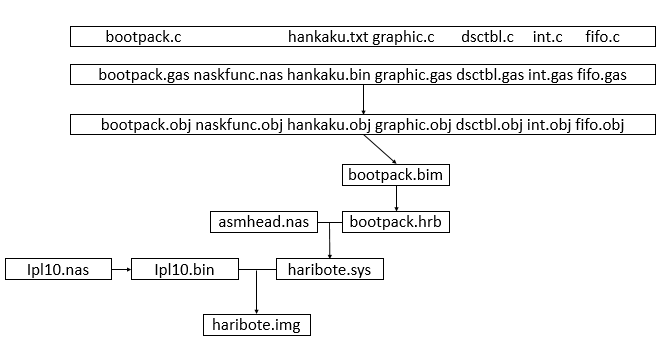 bootpack.c hankaku.txt graphic.c dsctbl.c int.c fifo.c
bootpack.gas naskfunc.nas hankaku.bin graphic.gas dsctbl.gas int.gas fifo.gas
bootpack.obj naskfunc.obj hankaku.obj graphic.obj dsctbl.obj int.obj fifo.obj
bootpack.bim
asmhead.nas bootpack.hrb
Ipl10.nas Ipl10.bin haribote.sys
haribote.img